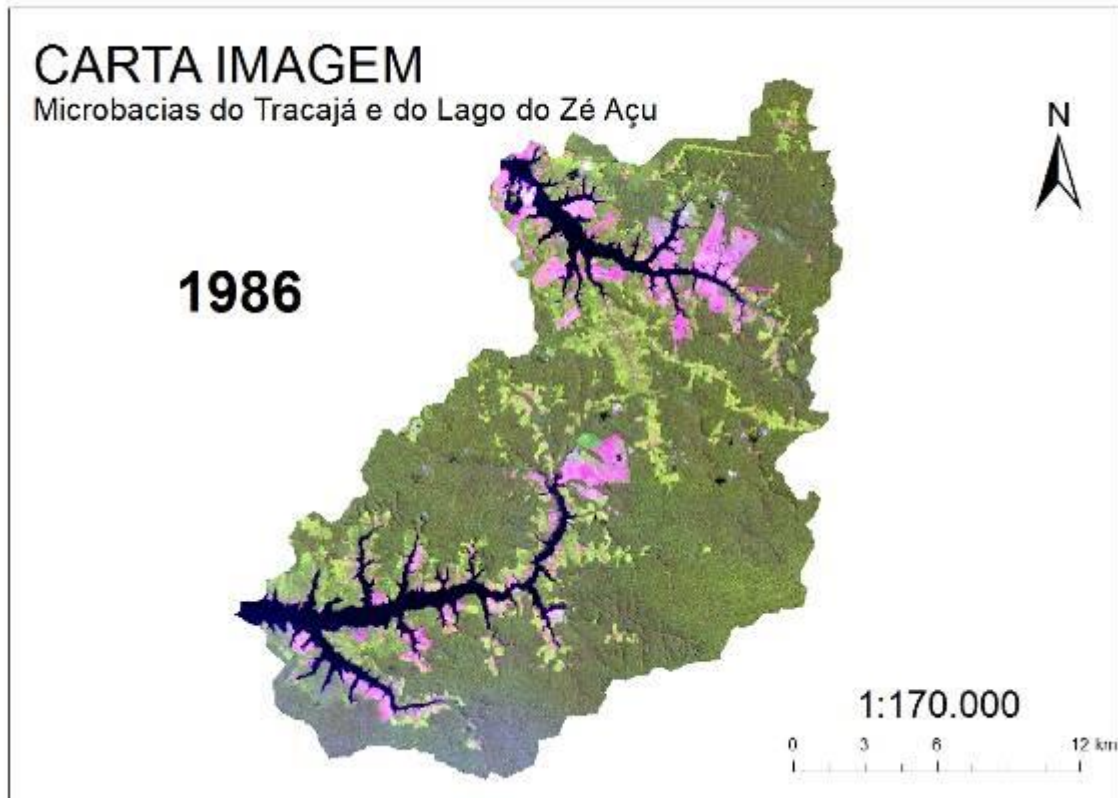 CARTA IMAGEM
Microbacias do Tracajá e do Lago do Zé Açu
N
1986
1:170.000
0 3 6 12 km